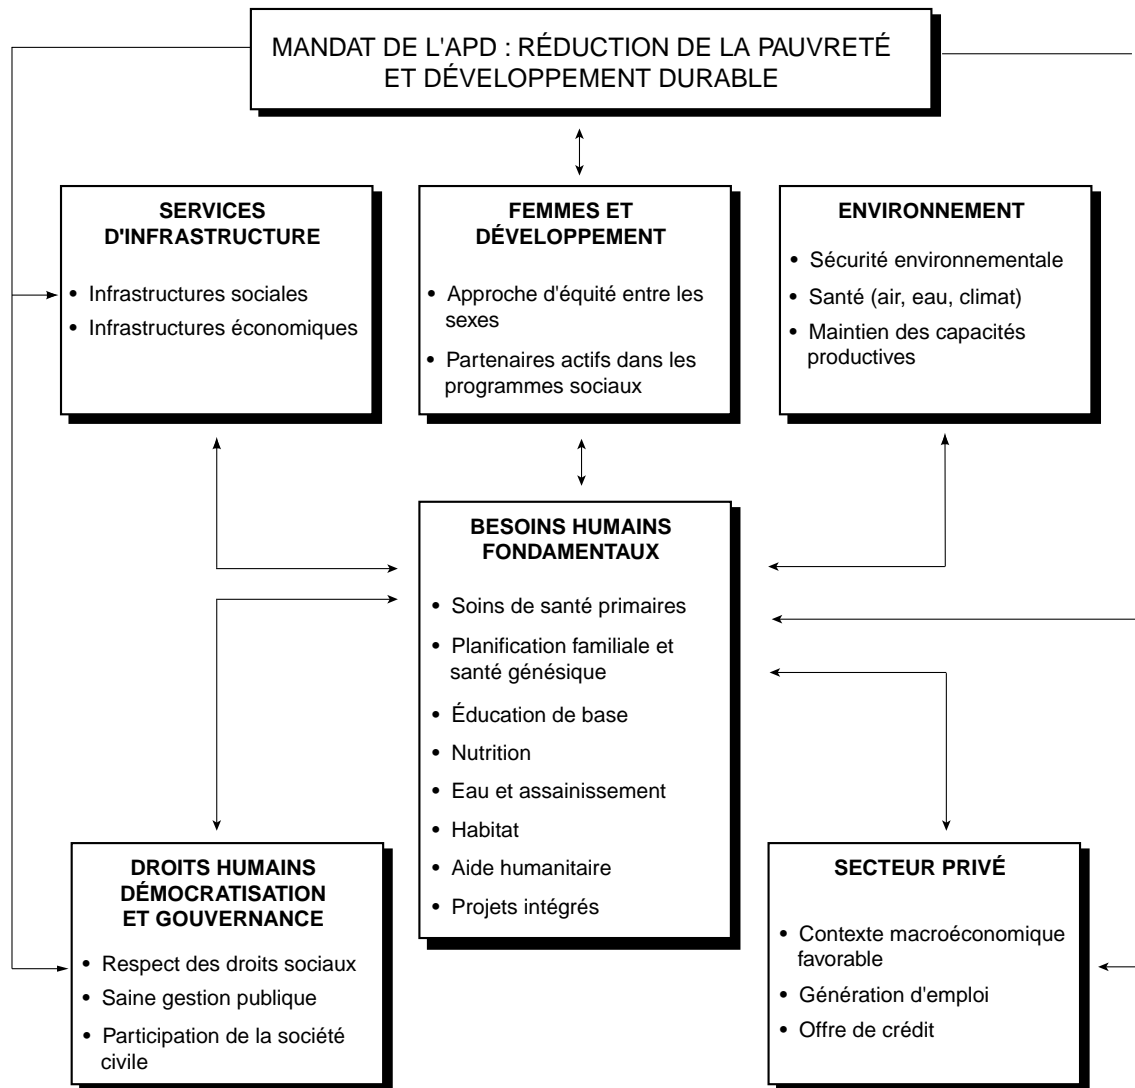 MANDAT DE L'APD : RÉDUCTION DE LA PAUVRETÉ
ET DÉVELOPPEMENT DURABLE
SERVICES
D'INFRASTRUCTURE
• Infrastructures sociales
• Infrastructures économiques
FEMMES ET
DÉVELOPPEMENT
• Approche d'équité entre les
sexes
• Partenaires actifs dans les
programmes sociaux
ENVIRONNEMENT
• Sécurité environnementale
• Santé (air, eau, climat)
• Maintien des capacités
productives
BESOINS HUMAINS
FONDAMENTAUX
• Soins de santé primaires
• Planification familiale et
santé génésique
• Éducation de base
• Nutrition
• Eau et assainissement
• Habitat
• Aide humanitaire
• Projets intégrés
DROITS HUMAINS
DÉMOCRATISATION
ET GOUVERNANCE
• Respect des droits sociaux
• Saine gestion publique
• Participation de la société
civile
SECTEUR PRIVÉ
• Contexte macroéconomique
favorable
• Génération d'emploi
• Offre de crédit